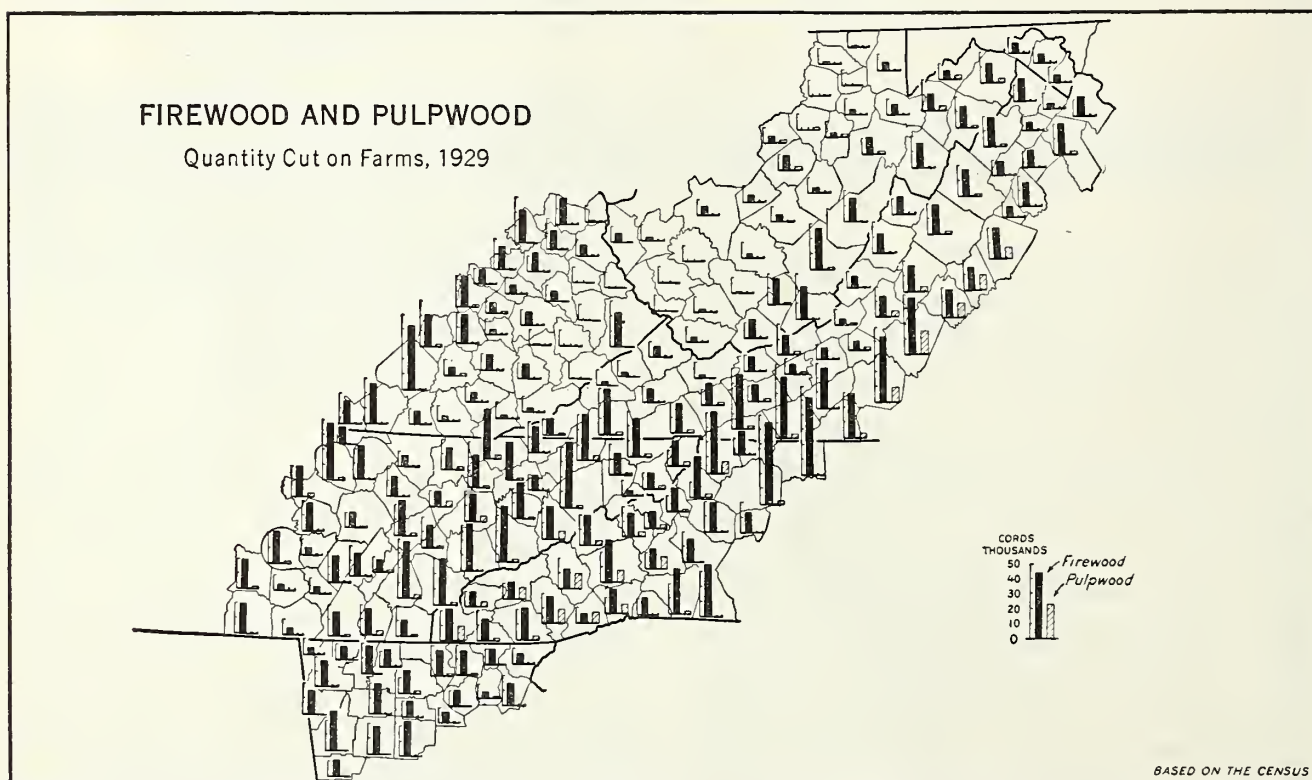 FIREWOOD AND PULPWOOD
Quantity Cut on Farms, 1929
CORDS
THOUSANDS
50
40
30
20
10
0
Firewood
Pulpwood
BASED ON THE CENSUS